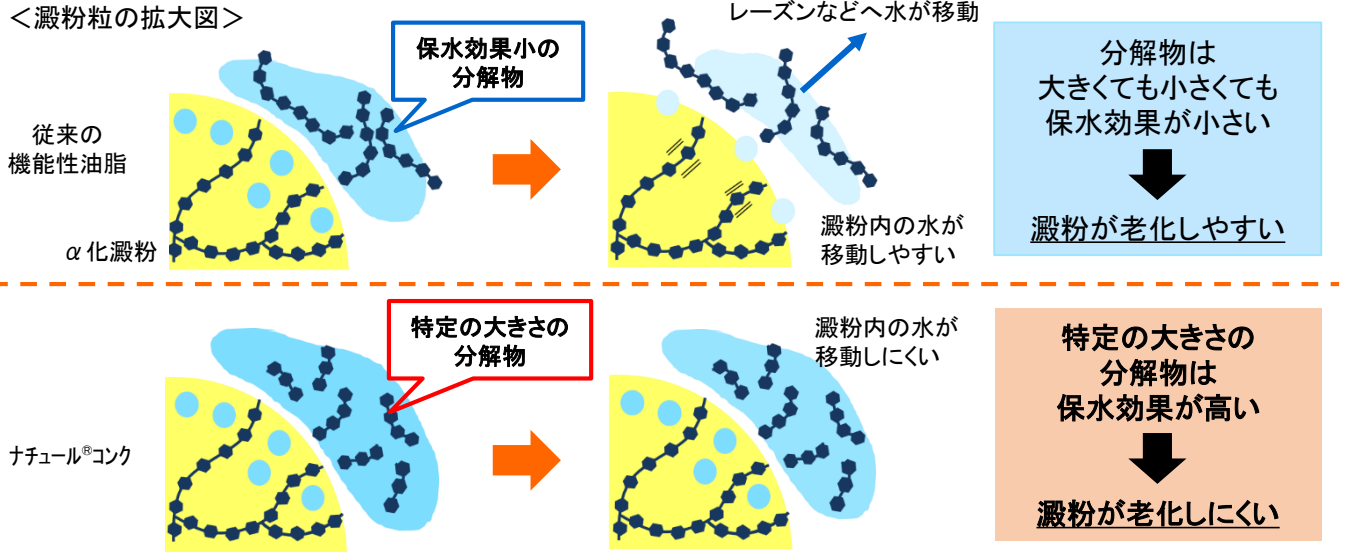 <澱粉粒の拡大図>
従来の
機能性油脂
α化澱粉
保水効果小の
分解物
レーズンなどへ水が移動
澱粉内の水が
移動しやすい
分解物は
大きくても小さくても
保水効果が小さい
澱粉が老化しやすい
ナチュール®コンク
特定の大きさの
分解物
澱粉内の水が
移動しにくい
特定の大きさの
分解物は
保水効果が高い
澱粉が老化しにくい